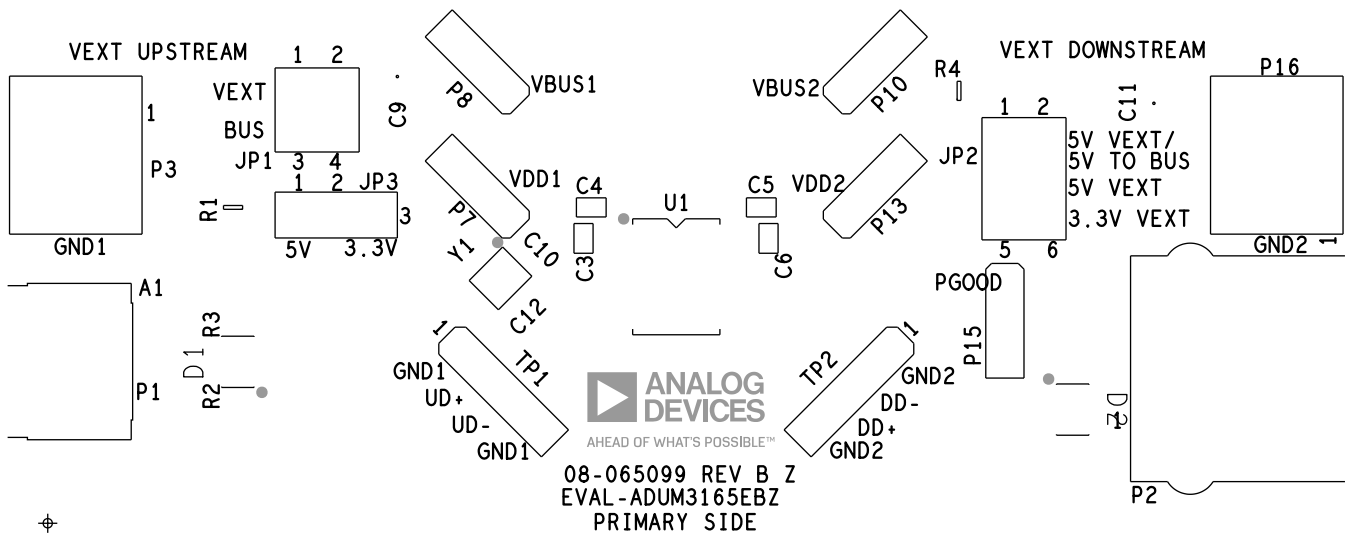 VEXT UPSTREAM
1 2
VEXT
BUS
JP1
3 4
1 2 JP3
3
5V 3.3V
1
P3
GND1
R1
C9
P8
VBUS1
P7
VDD1
Y1
C10
C12
C4
C3
U1
C5
C6
VBUS2
P10
VDD2
P13
VEXT DOWNSTREAM
R4
1 2
JP2
5V VEXT/
5V TO BUS
5V VEXT
3.3V VEXT
5 6
C11
P16
GND2 1
PGOOD
P15
A1
P1
R3
D1
R2
1
TP1
GND1
UD+
UD-
GND1
ANALOG
DEVICES
AHEAD OF WHAT'S POSSIBLE™
1
TP2
GND2
DD-
DD+
GND2
D2
1
P2
08-065099 REV B Z
EVAL-ADUM3165EBZ
PRIMARY SIDE